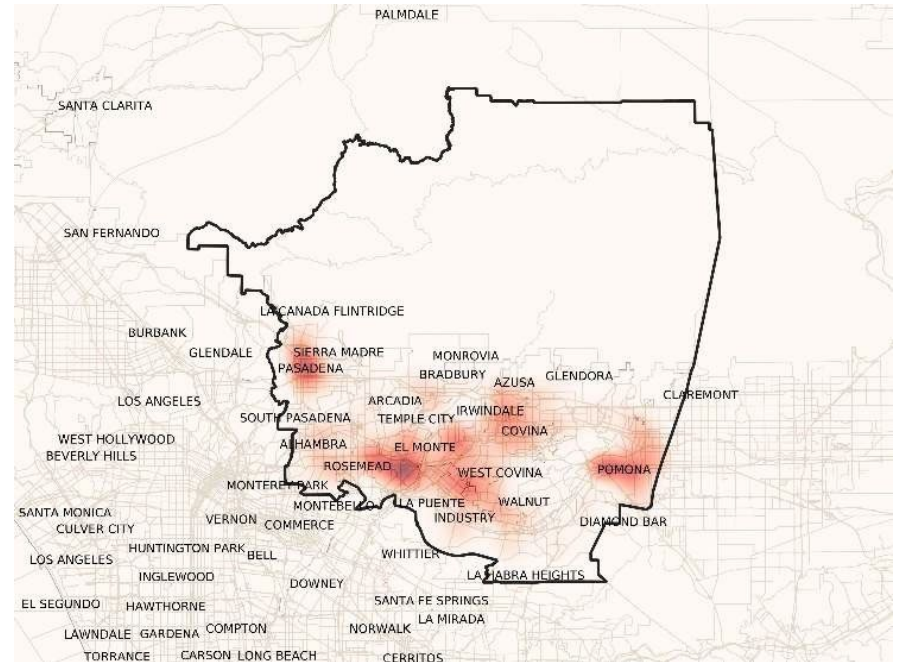 PALMDALE
SANTA CLARITA
SAN FERNANDO
LA CANADA FLINTRIDGE
BURBANK
GLENDALE
SIERRA MADRE
MONROVIA
PASADENA
BRADBURY
AZUSA
GLENDORA
CLAREMONT
LOS ANGELES
ARCADIA
IRWINDALE
SOUTH PASADENA
TEMPLE CITY
COVINA
WEST HOLLYWOOD
ALHAMBRA
EL MONTE
BEVERLY HILLS
ROSEMEAD
WEST COVINA
POMONA
MONTEREY PARK
MONTEBELLO
LA PUENTE
WALNUT
SANTA MONICA
VERNON
COMMERCE
INDUSTRY
DIAMOND BAR
CULVER CITY
HUNTINGTON PARK
BELL
WHITTIER
LOS ANGELES
INGLEWOOD
DOWNEY
LA HABRA HEIGHTS
EL SEGUNDO
HAWTHORNE
SANTA FE SPRINGS
LA MIRADA
LAWNDALE
GARDENA
COMPTON
NORWALK
TORRANCE
CARSON
LONG BEACH
CERRITOS